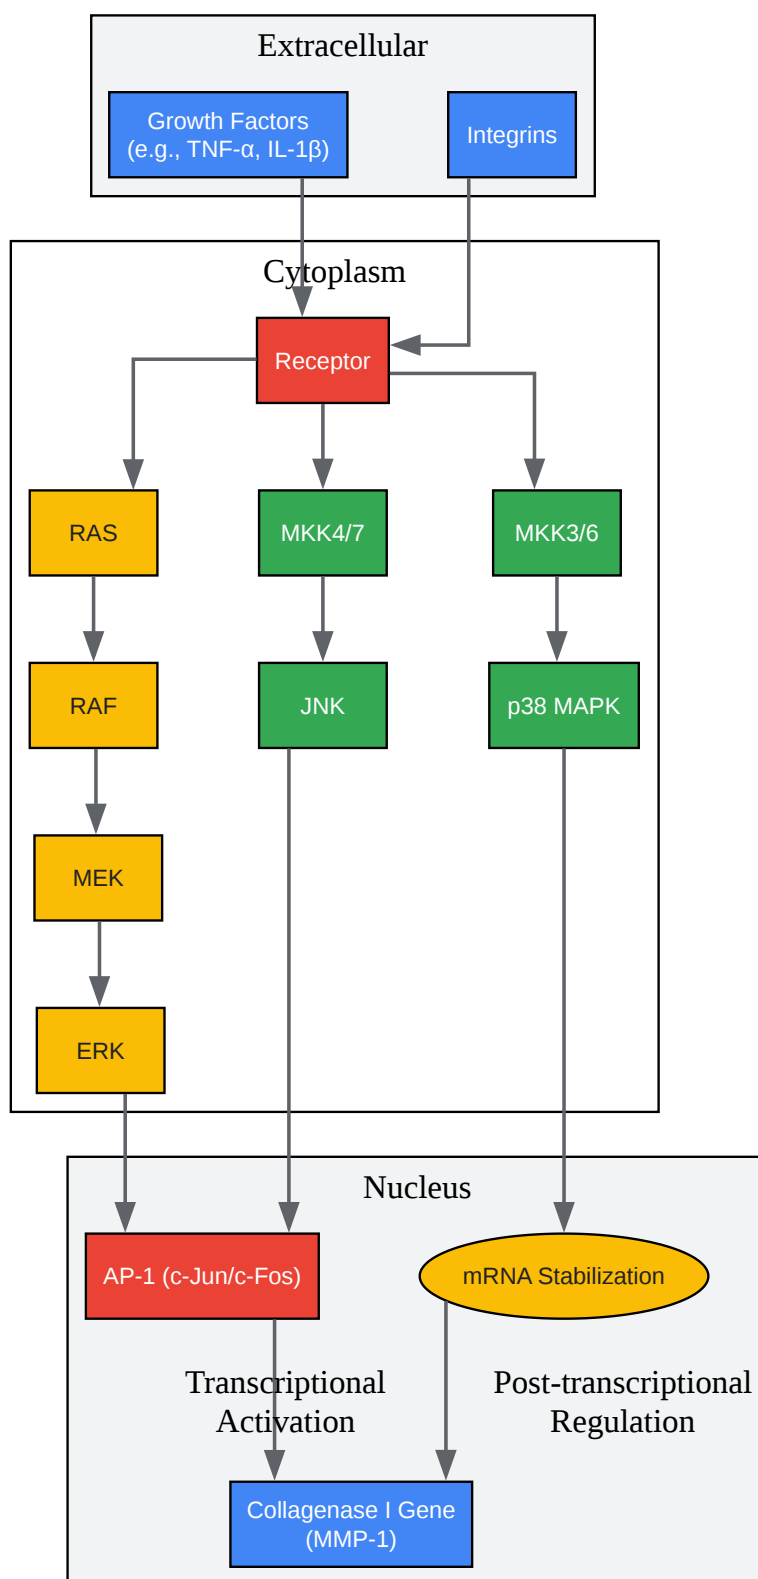 Extracellular
Growth Factors
(e.g., TNF-α, IL-1β)
Integrins
Cytoplasm
Receptor
RAS
MKK4/7
MKK3/6
RAF
JNK
p38 MAPK
MEK
ERK
Nucleus
AP-1 (c-Jun/c-Fos)
mRNA Stabilization
Transcriptional
Activation
Post-transcriptional
Regulation
Collagenase I Gene
(MMP-1)